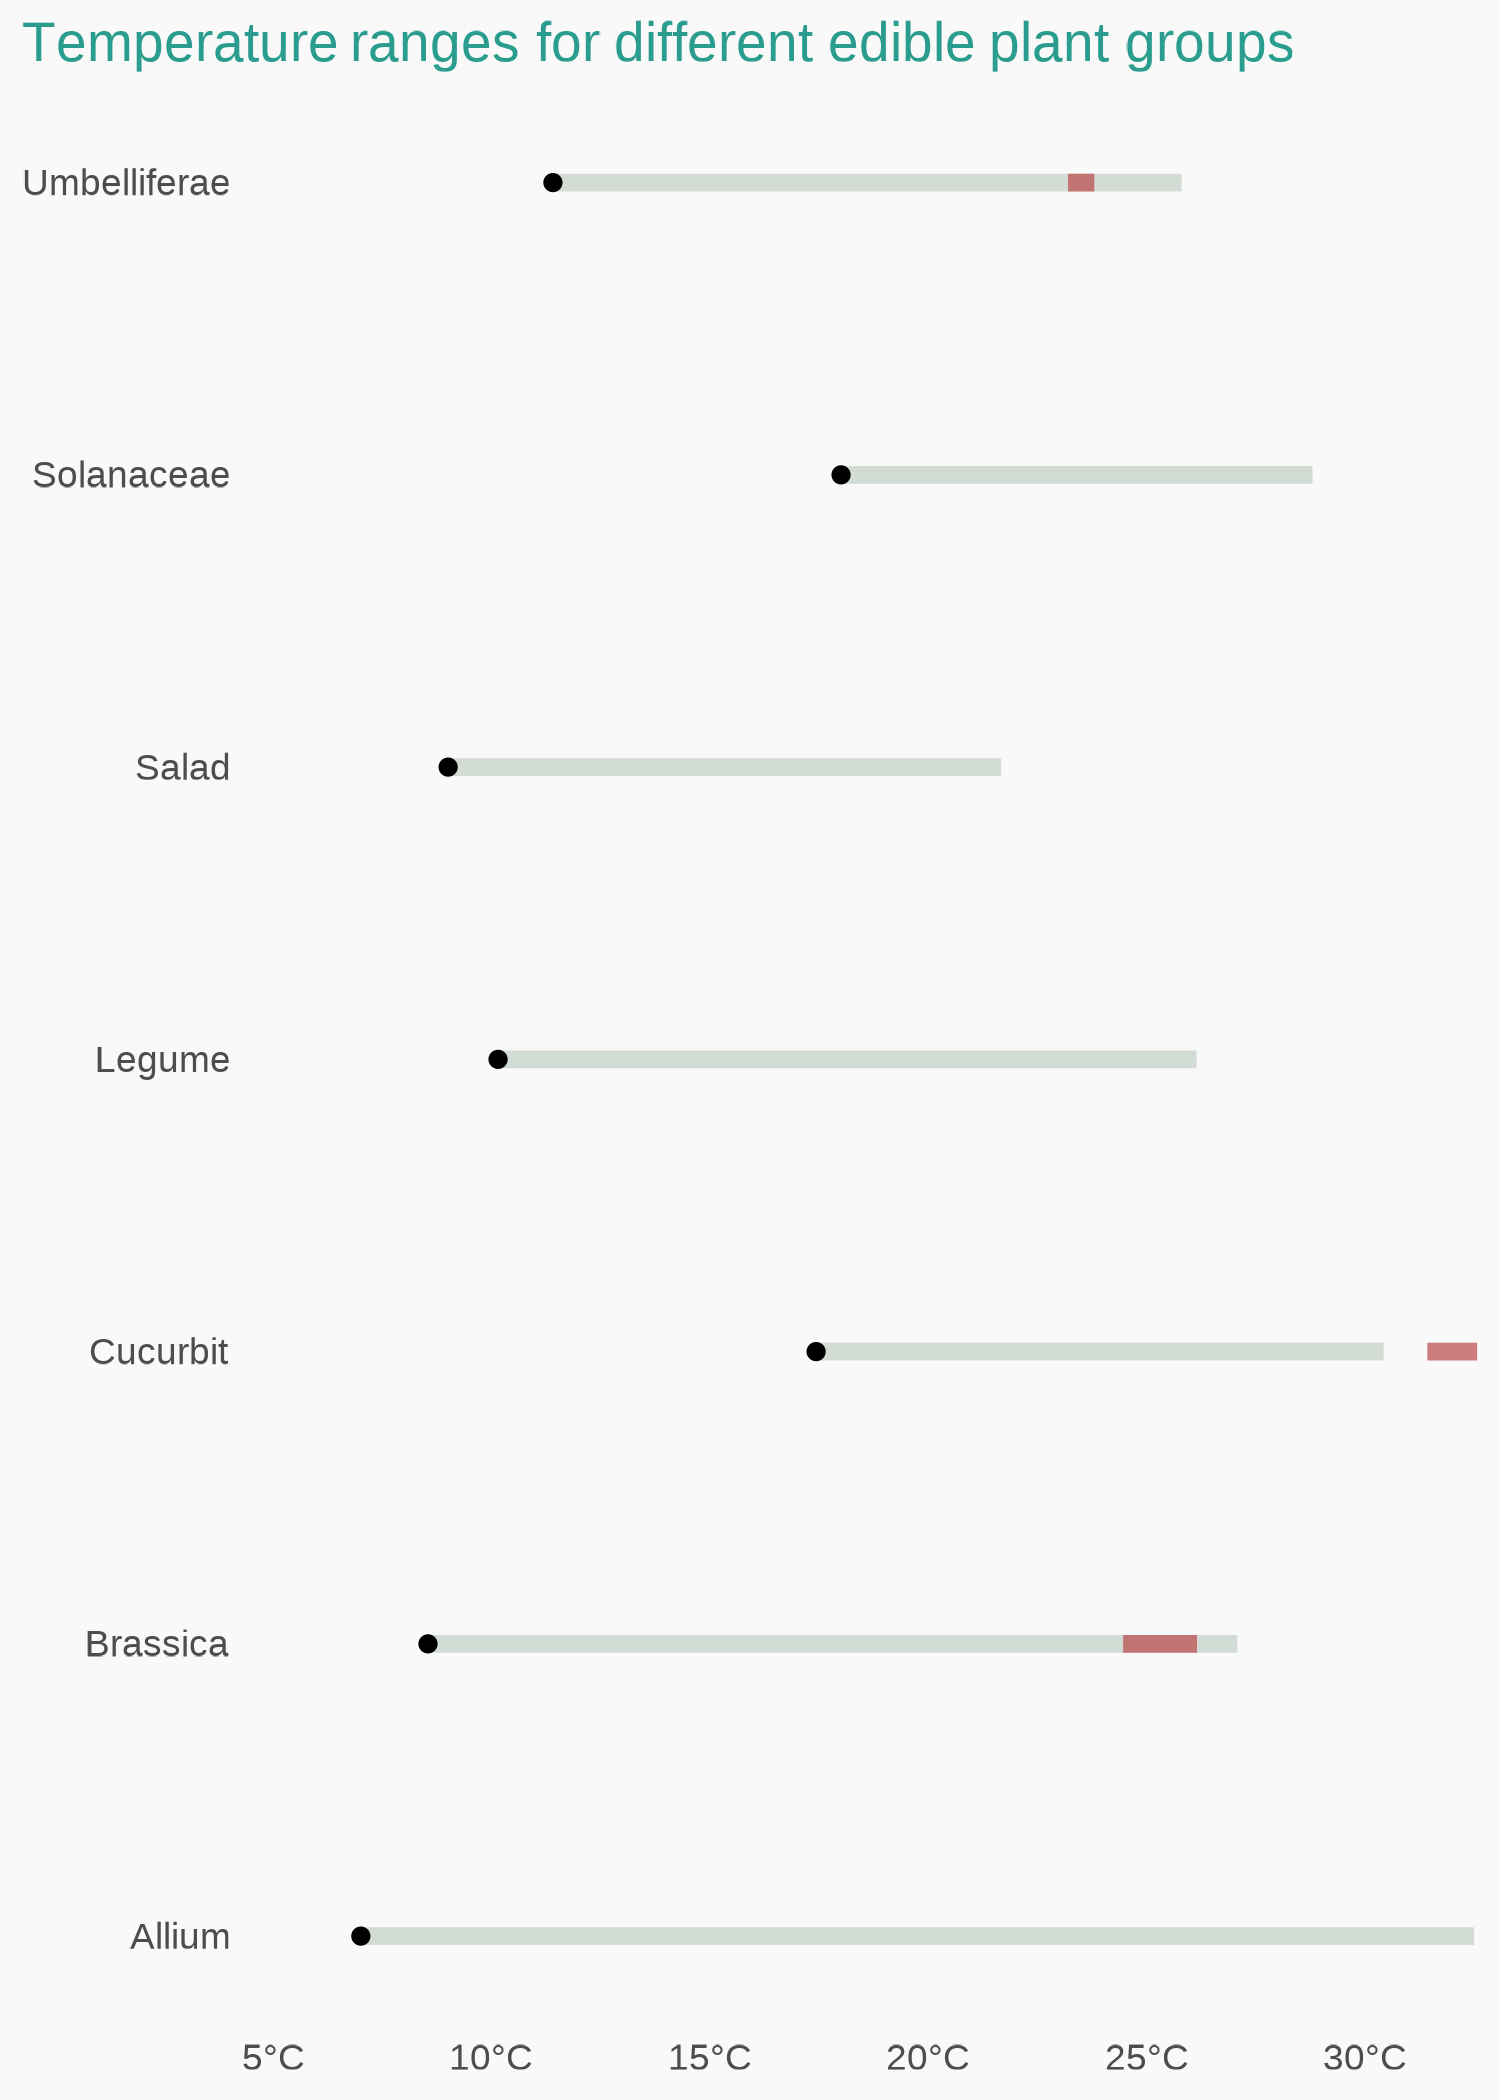 Temperature ranges for different edible plant groups
Umbelliferae
Solanaceae
Salad
Legume
Cucurbit
Brassica
Allium
5°C 10°C 15°C 20°C 25°C 30°C